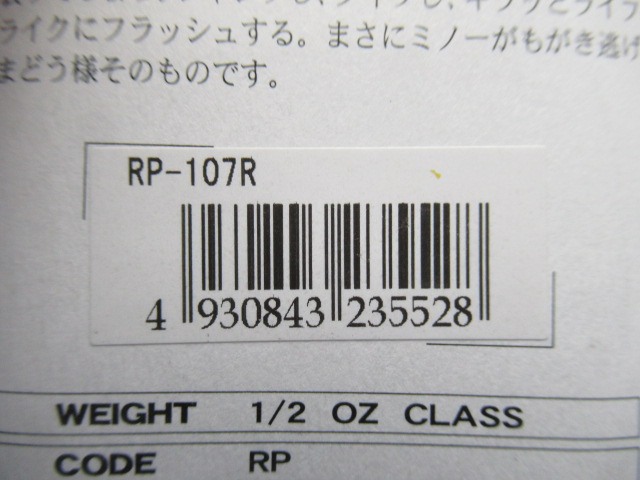 ライクにフラッシュする。まさにミノーがもがき逃げ
まどう様そのものです。
RP-107R
4 930843 235528
WEIGHT 1/2 OZ CLASS
CODE RP